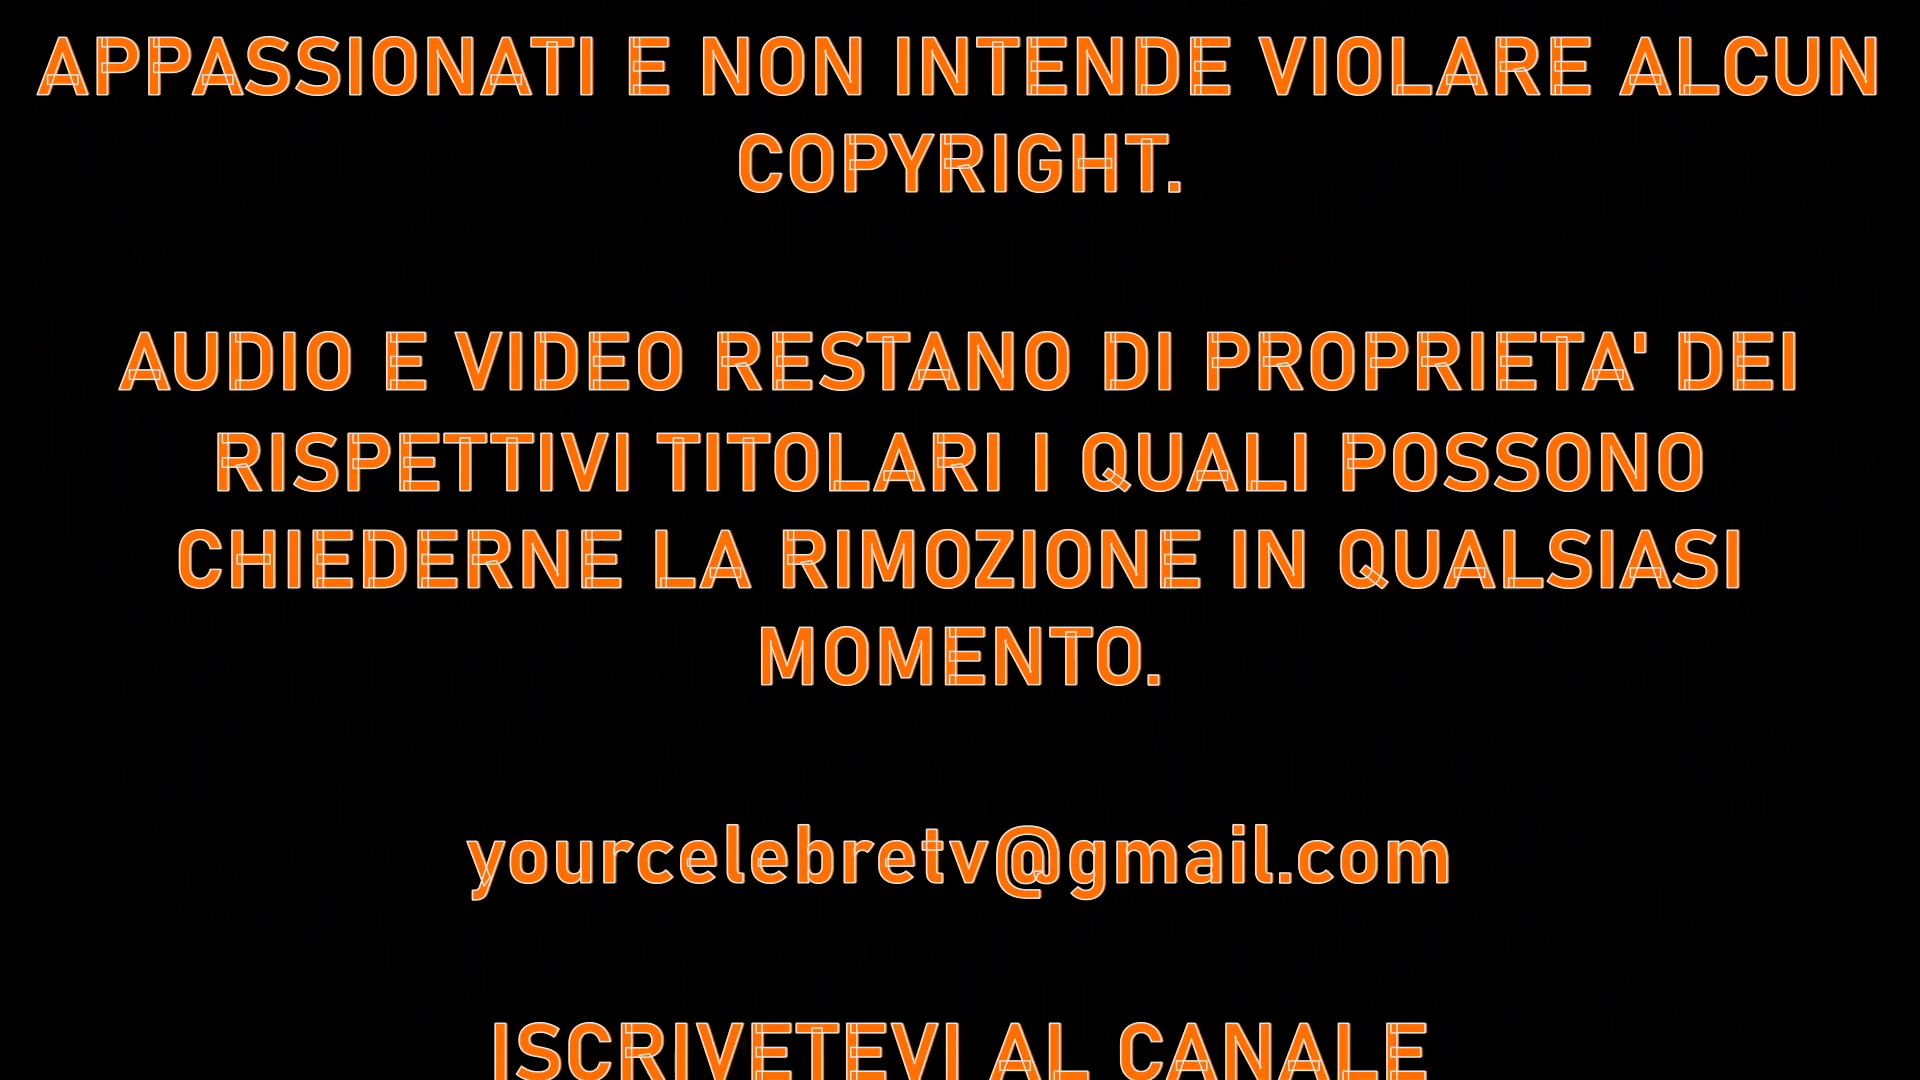 APPASSIONATI E NON INTENDE VIOLARE ALCUN
COPYRIGHT.
AUDIO E VIDEO RESTANO DI PROPRIETA' DEI
RISPETTIVI TITOLARI I QUALI POSSONO
CHIEDERNE LA RIMOZIONE IN QUALSIASI
MOMENTO.
yourcelebretv@gmail.com
ISCRIVETEVI AL CANALE